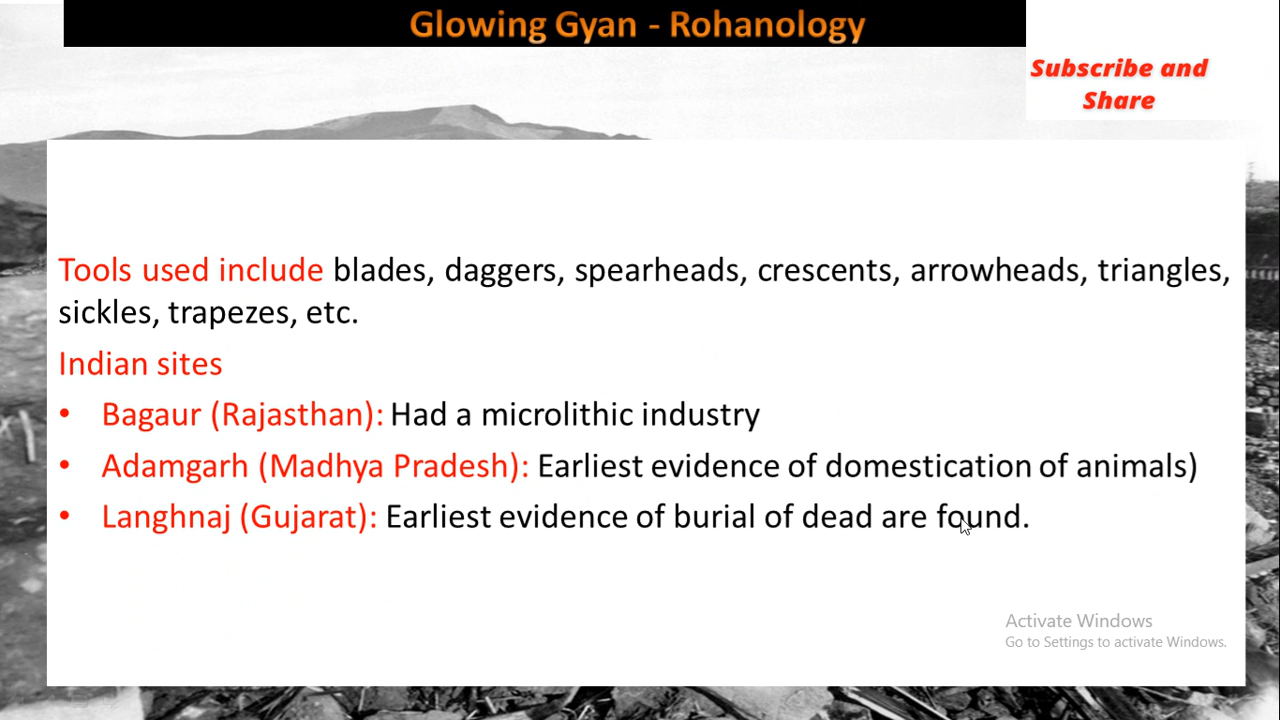 Glowing Gyan - Rohanology
Subscribe and
Share
Tools used include blades, daggers, spearheads, crescents, arrowheads, triangles,
sickles, trapezes, etc.
Indian sites
• Bagaur (Rajasthan): Had a microlithic industry
• Adamgarh (Madhya Pradesh): Earliest evidence of domestication of animals)
• Langhnaj (Gujarat): Earliest evidence of burial of dead are found.
Activate Windows
Go to Settings to activate Windows.